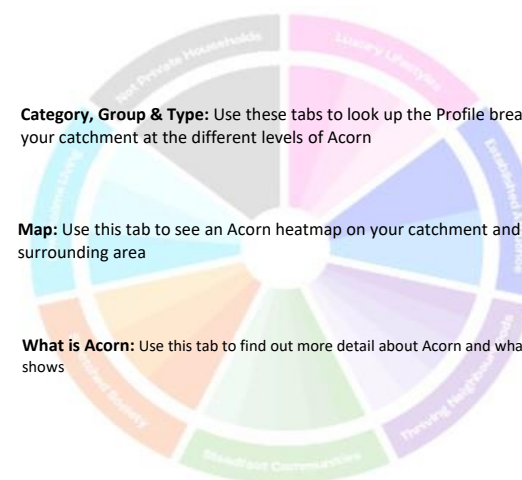 Not Private Households
Luxury Lifestyles
Category, Group & Type: Use these tabs to look up the Profile brea
your catchment at the different levels of Acorn
Map: Use this tab to see an Acorn heatmap on your catchment and
surrounding area
What is Acorn: Use this tab to find out more detail about Acorn and wha
shows
Thriving Neighbourhoods
Steadfast Communities